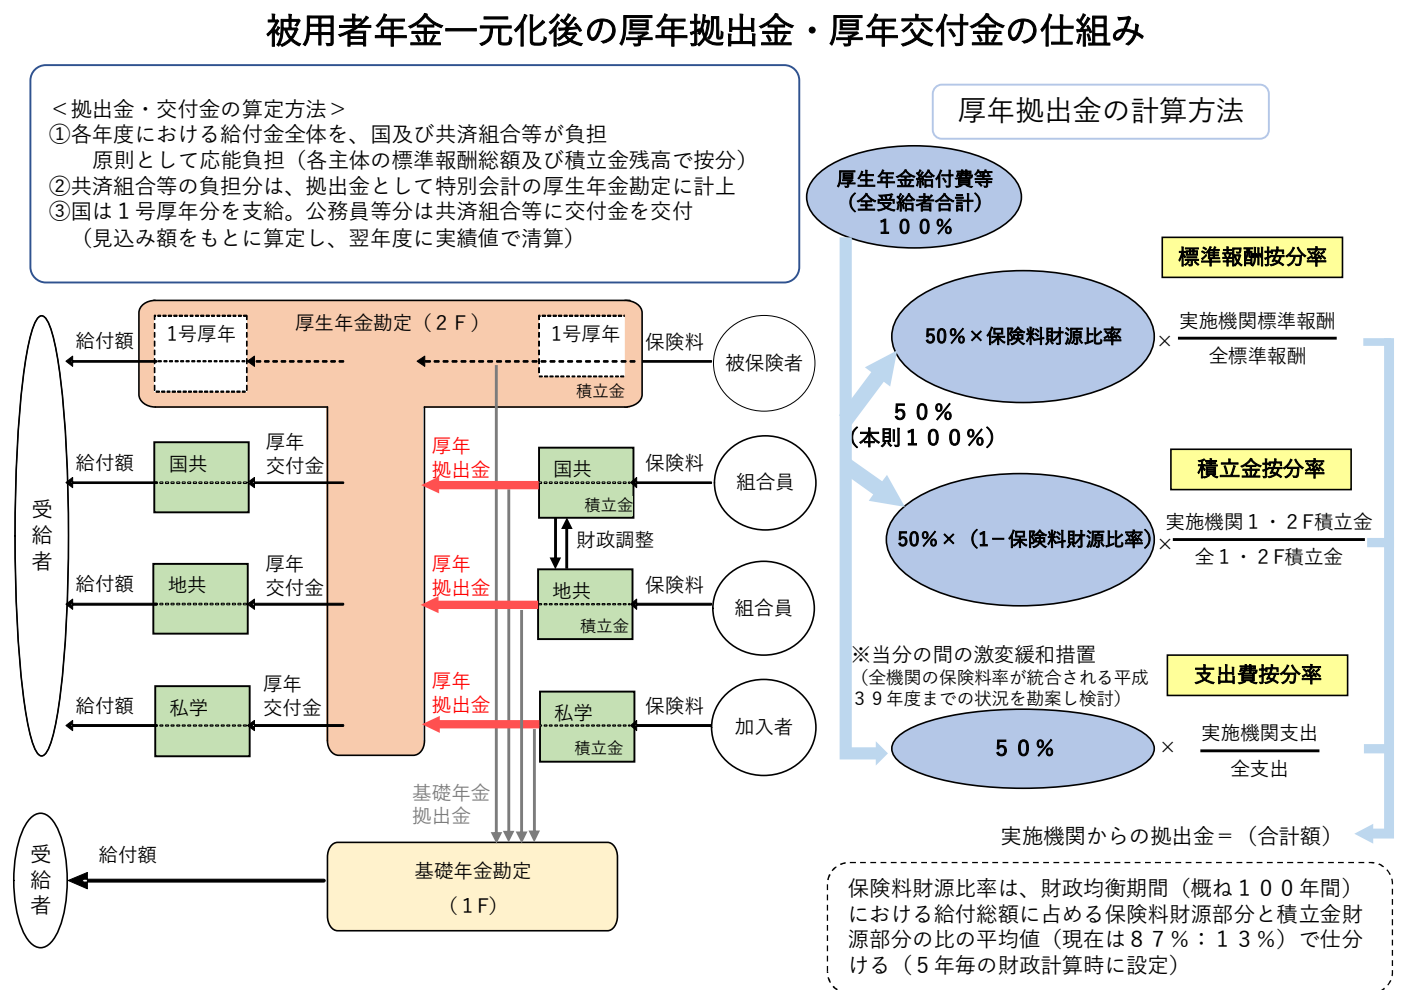 被用者年金一元化後の厚年拠出金・厚年交付金の仕組み
＜拠出金・交付金の算定方法＞
①各年度における給付金全体を、国及び共済組合等が負担
原則として応能負担（各主体の標準報酬総額及び積立金残高で按分）
②共済組合等の負担分は、拠出金として特別会計の厚生年金勘定に計上
③国は１号厚年分を支給。公務員等分は共済組合等に交付金を交付
（見込み額をもとに算定し、翌年度に実績値で清算）
厚生年金勘定（２Ｆ）
給付額
1号厚年
1号厚年
積立金
保険料
被保険者
受給者
給付額
国共
厚年
交付金
厚年
拠出金
国共
積立金
保険料
組合員
財政調整
給付額
地共
厚年
交付金
厚年
拠出金
地共
積立金
保険料
組合員
給付額
私学
厚年
交付金
厚年
拠出金
私学
積立金
保険料
加入者
基礎年金
拠出金
受給者
給付額
基礎年金勘定
（１F）
厚年拠出金の計算方法
厚生年金給付費等
（全受給者合計）
１００％
標準報酬按分率
50％×保険料財源比率
×
実施機関標準報酬
全標準報酬
５０％
（本則１００％）
積立金按分率
50％×（1－保険料財源比率）
×
実施機関１・２F積立金
全１・２F積立金
※当分の間の激変緩和措置
（全機関の保険料率が統合される平成
３９年度までの状況を勘案し検討）
支出費按分率
５０％
×
実施機関支出
全支出
実施機関からの拠出金＝（合計額）
保険料財源比率は、財政均衡期間（概ね１００年間）
における給付総額に占める保険料財源部分と積立金財
源部分の比の平均値（現在は８７％：１３％）で仕分
ける（５年毎の財政計算時に設定）